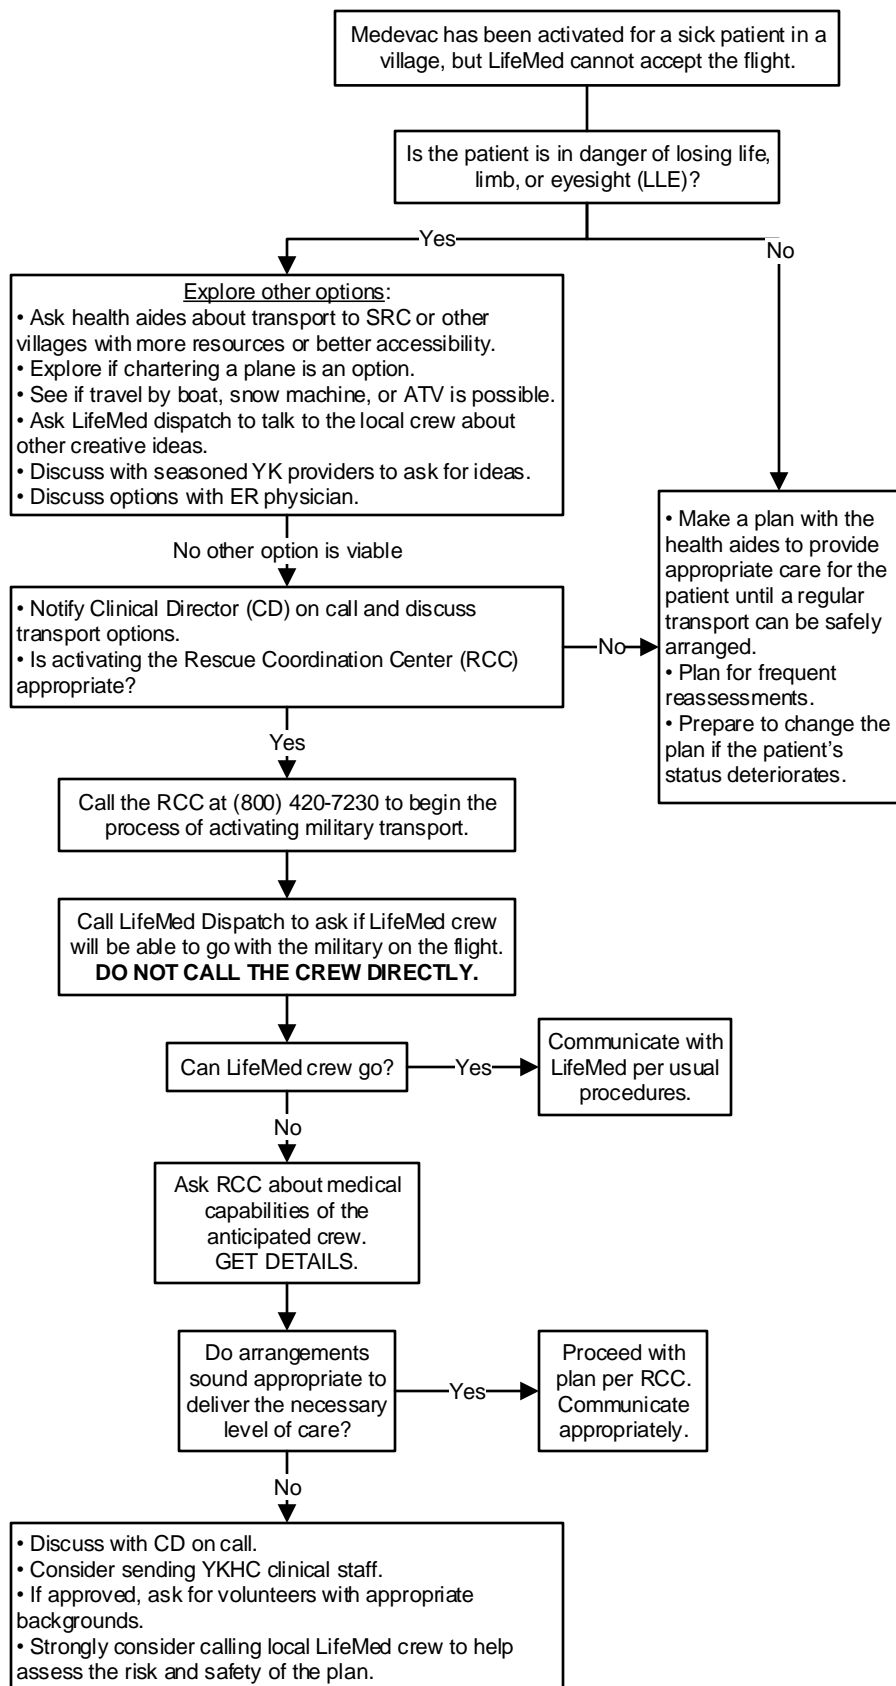 Medevac has been activated for a sick patient in a
village, but LifeMed cannot accept the flight.
Is the patient is in danger of losing life,
limb, or eyesight (LLE)?
Yes
No
Explore other options:
• Ask health aides about transport to SRC or other
villages with more resources or better accessibility.
• Explore if chartering a plane is an option.
• See if travel by boat, snow machine, or ATV is possible.
• Ask LifeMed dispatch to talk to the local crew about
other creative ideas.
• Discuss with seasoned YK providers to ask for ideas.
• Discuss options with ER physician.
No other option is viable
• Notify Clinical Director (CD) on call and discuss
transport options.
• Is activating the Rescue Coordination Center (RCC)
appropriate?
No
• Make a plan with the
health aides to provide
appropriate care for the
patient until a regular
transport can be safely
arranged.
• Plan for frequent
reassessments.
• Prepare to change the
plan if the patient's
status deteriorates.
Yes
Call the RCC at (800) 420-7230 to begin the
process of activating military transport.
Call LifeMed Dispatch to ask if LifeMed crew
will be able to go with the military on the flight.
DO NOT CALL THE CREW DIRECTLY.
Can LifeMed crew go?
Yes
Communicate with
LifeMed per usual
procedures.
No
Ask RCC about medical
capabilities of the
anticipated crew.
GET DETAILS.
Do arrangements
sound appropriate to
deliver the necessary
level of care?
Yes
Proceed with
plan per RCC.
Communicate
appropriately.
No
• Discuss with CD on call.
• Consider sending YKHC clinical staff.
• If approved, ask for volunteers with appropriate
backgrounds.
• Strongly consider calling local LifeMed crew to help
assess the risk and safety of the plan.